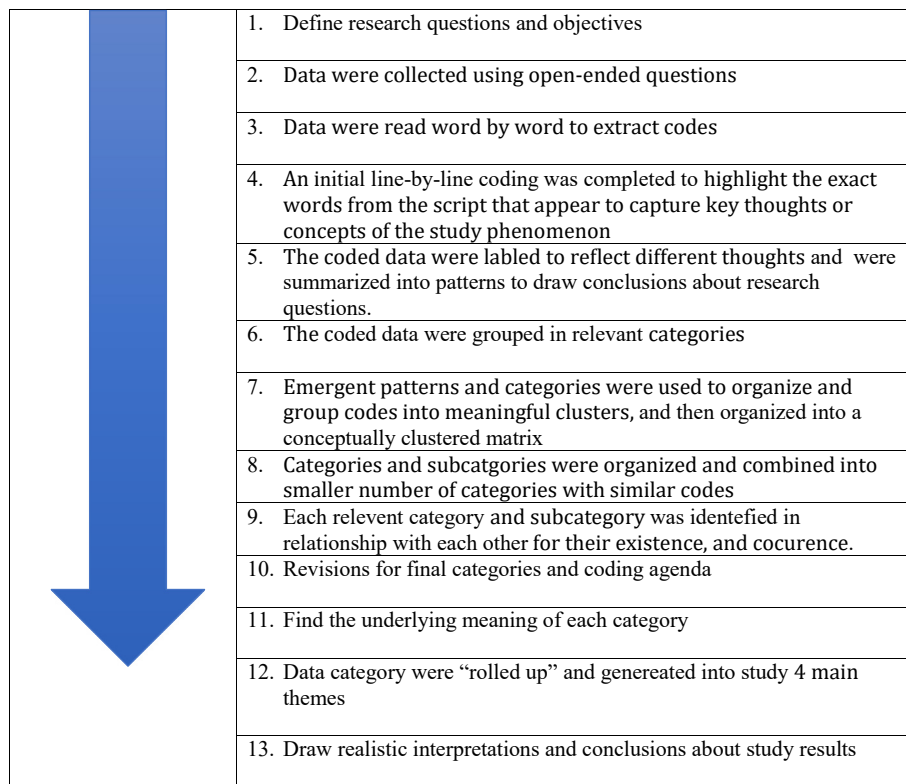 1. Define research questions and objectives
2. Data were collected using open-ended questions
3. Data were read word by word to extract codes
4. An initial line-by-line coding was completed to highlight the exact
words from the script that appear to capture key thoughts or
concepts of the study phenomenon
5. The coded data were labled to reflect different thoughts and were
summarized into patterns to draw conclusions about research
questions.
6. The coded data were grouped in relevant categories
7. Emergent patterns and categories were used to organize and
group codes into meaningful clusters, and then organized into a
conceptually clustered matrix
8. Categories and subcatgories were organized and combined into
smaller number of categories with similar codes
9. Each relevent category and subcategory was identefied in
relationship with each other for their existence, and cocurence.
10. Revisions for final categories and coding agenda
11. Find the underlying meaning of each category
12. Data category were “rolled up” and genereated into study 4 main
themes
13. Draw realistic interpretations and conclusions about study results